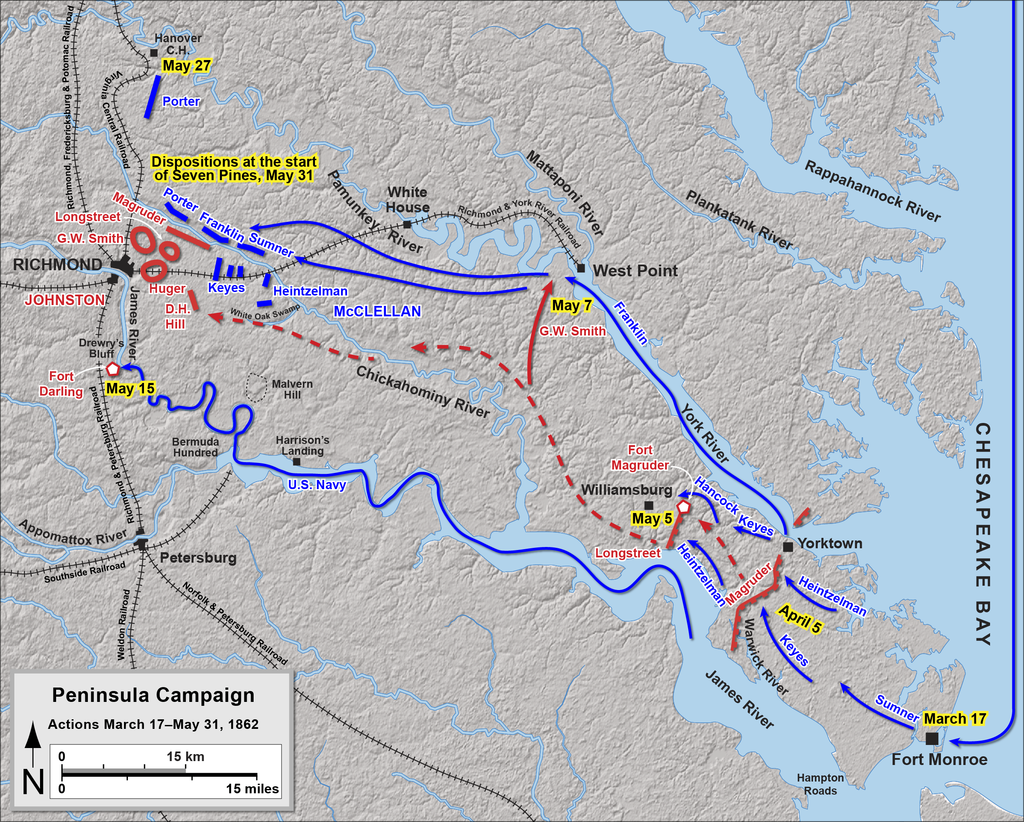 Hanover
C.H.
May 27
Porter
Richmond, Fredericksburg & Potomac Railroad
Virginia Central Railroad
Dispositions at the start
of Seven Pines, May 31
Mattaponi River
Rappahannock River
Plankatank River
Pamunkey River
White
House
Richmond & York River Railroad
Magruder
Porter
Franklin
Sumner
Longstreet
G.W. Smith
RICHMOND
West Point
Keyes
Heintzelman
Huger
JOHNSTON
D.H.
Hill
White Oak Swamp
McCLELLAN
May 7
G.W. Smith
Franklin
James River
Drewry's
Bluff
Fort
Darling
May 15
Malvern
Hill
Chickahominy River
York River
CHESAPEAKE BAY
Richmond & Petersburg Railroad
Bermuda
Hundred
Harrison's
Landing
U.S. Navy
Fort
Magruder
Williamsburg
May 5
Hancock
Keyes
Longstreet
Heintzelman
Yorktown
Appomattox River
Petersburg
Southside Railroad
Magruder
Heintzelman
April 5
Keyes
Warwick River
Weldon Railroad
Norfolk & Petersburg Railroad
James River
Sumner
March 17
Fort Monroe
Hampton
Roads
Peninsula Campaign
Actions March 17–May 31, 1862
0
15 km
0
15 miles
N